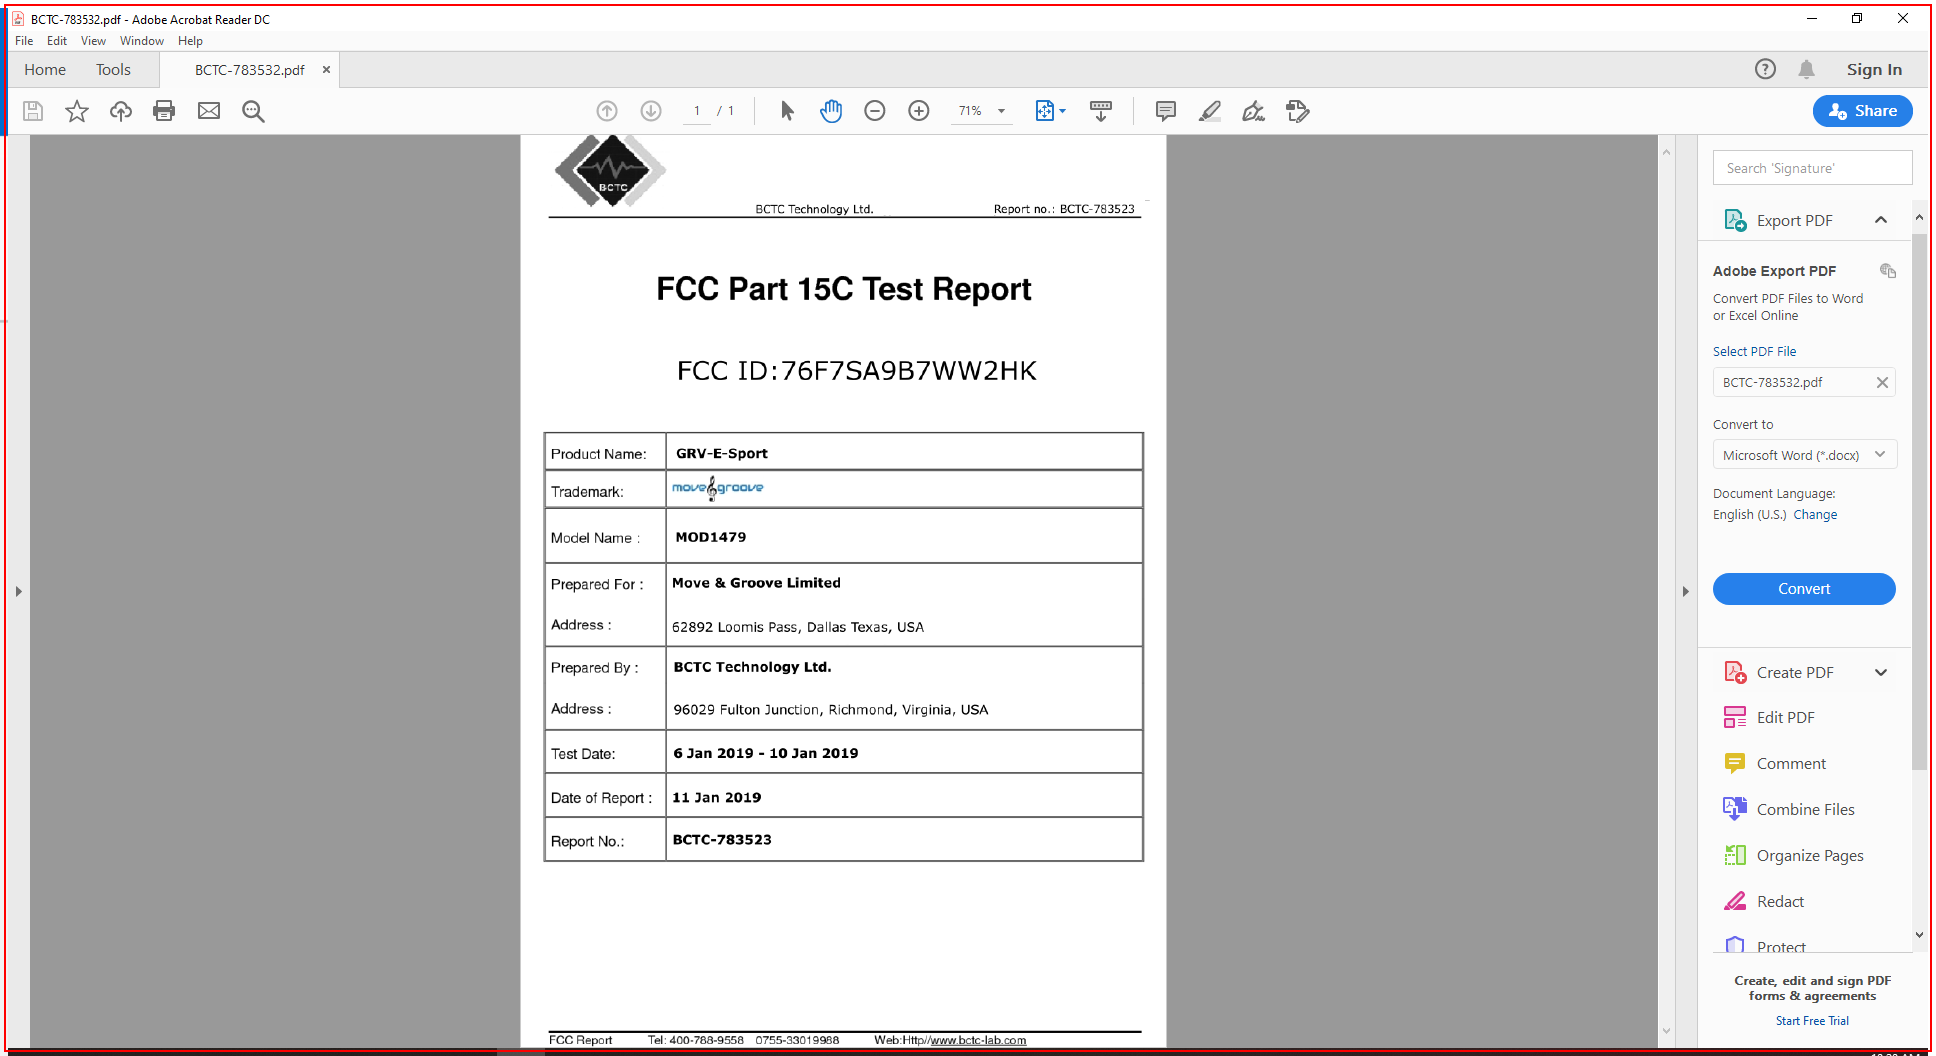 BCTC-783532.pdf - Adobe Acrobat Reader DC
File Edit View Window Help
Home Tools BCTC-783532.pdf
Sign In
1 / 1 71% Share
BCTC
BCTC Technology Ltd. Report no.: BCTC-783523
FCC Part 15C Test Report
FCC ID:76F7SA9B7WW2HK
Product Name: GRV-E-Sport
Trademark: move groove
Model Name : MOD1479
Prepared For : Move & Groove Limited
Address : 62892 Loomis Pass, Dallas Texas, USA
Prepared By : BCTC Technology Ltd.
Address : 96029 Fulton Junction, Richmond, Virginia, USA
Test Date: 6 Jan 2019 - 10 Jan 2019
Date of Report : 11 Jan 2019
Report No.: BCTC-783523
FCC Report Tel: 400-788-9558 0755-33019988 Web:Http//www.bctc-lab.com
Search 'Signature'
Export PDF
Adobe Export PDF
Convert PDF Files to Word
or Excel Online
Select PDF File
BCTC-783532.pdf
Convert to
Microsoft Word (*.docx)
Document Language:
English (U.S.) Change
Convert
Create PDF
Edit PDF
Comment
Combine Files
Organize Pages
Redact
Protect
Create, edit and sign PDF
forms & agreements
Start Free Trial